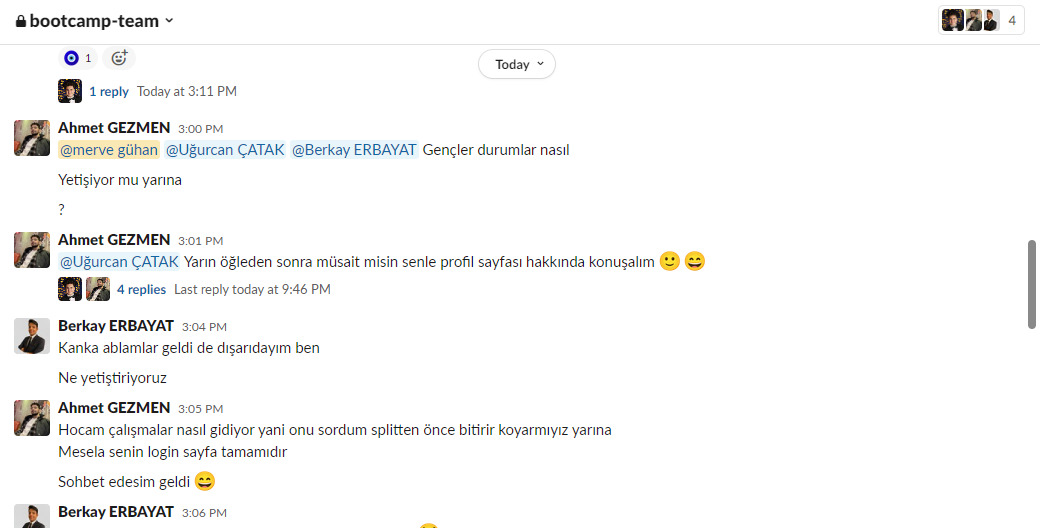 bootcamp-team
4
1
Today
1 reply Today at 3:11 PM
Ahmet GEZMEN 3:00 PM
@merve gühan @Uğurcan ÇATAK @Berkay ERBAYAT Gençler durumlar nasıl
Yetişiyor mu yarına
?
Ahmet GEZMEN 3:01 PM
@Uğurcan ÇATAK Yarın öğleden sonra müsait misin senle profil sayfası hakkında konuşalım 🙂 😄
4 replies Last reply today at 9:46 PM
Berkay ERBAYAT 3:04 PM
Kanka ablamlar geldi de dışarıdayım ben
Ne yetiştiriyoruz
Ahmet GEZMEN 3:05 PM
Hocam çalışmalar nasıl gidiyor yani onu sordum splitten önce bitirir koyarmıyız yarına
Mesela senin login sayfa tamamıdır
Sohbet edesim geldi 😄
Berkay ERBAYAT 3:06 PM